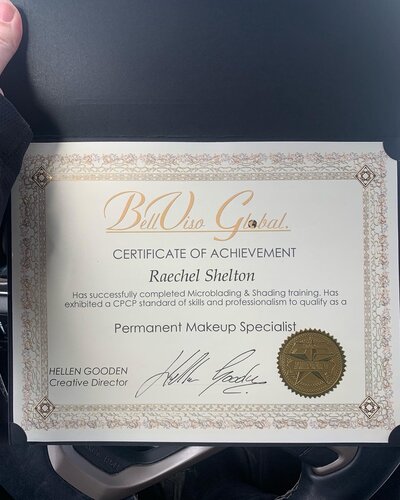 BellViso Global.
CERTIFICATE OF ACHIEVEMENT
Raechel Shelton
Has successfully completed Microblading & Shading training. Has
exhibited a CPCP standard of skills and professionalism to qualify as a
Permanent Makeup Specialist
HELLEN GOODEN
Creative Director
Hellen Gooden